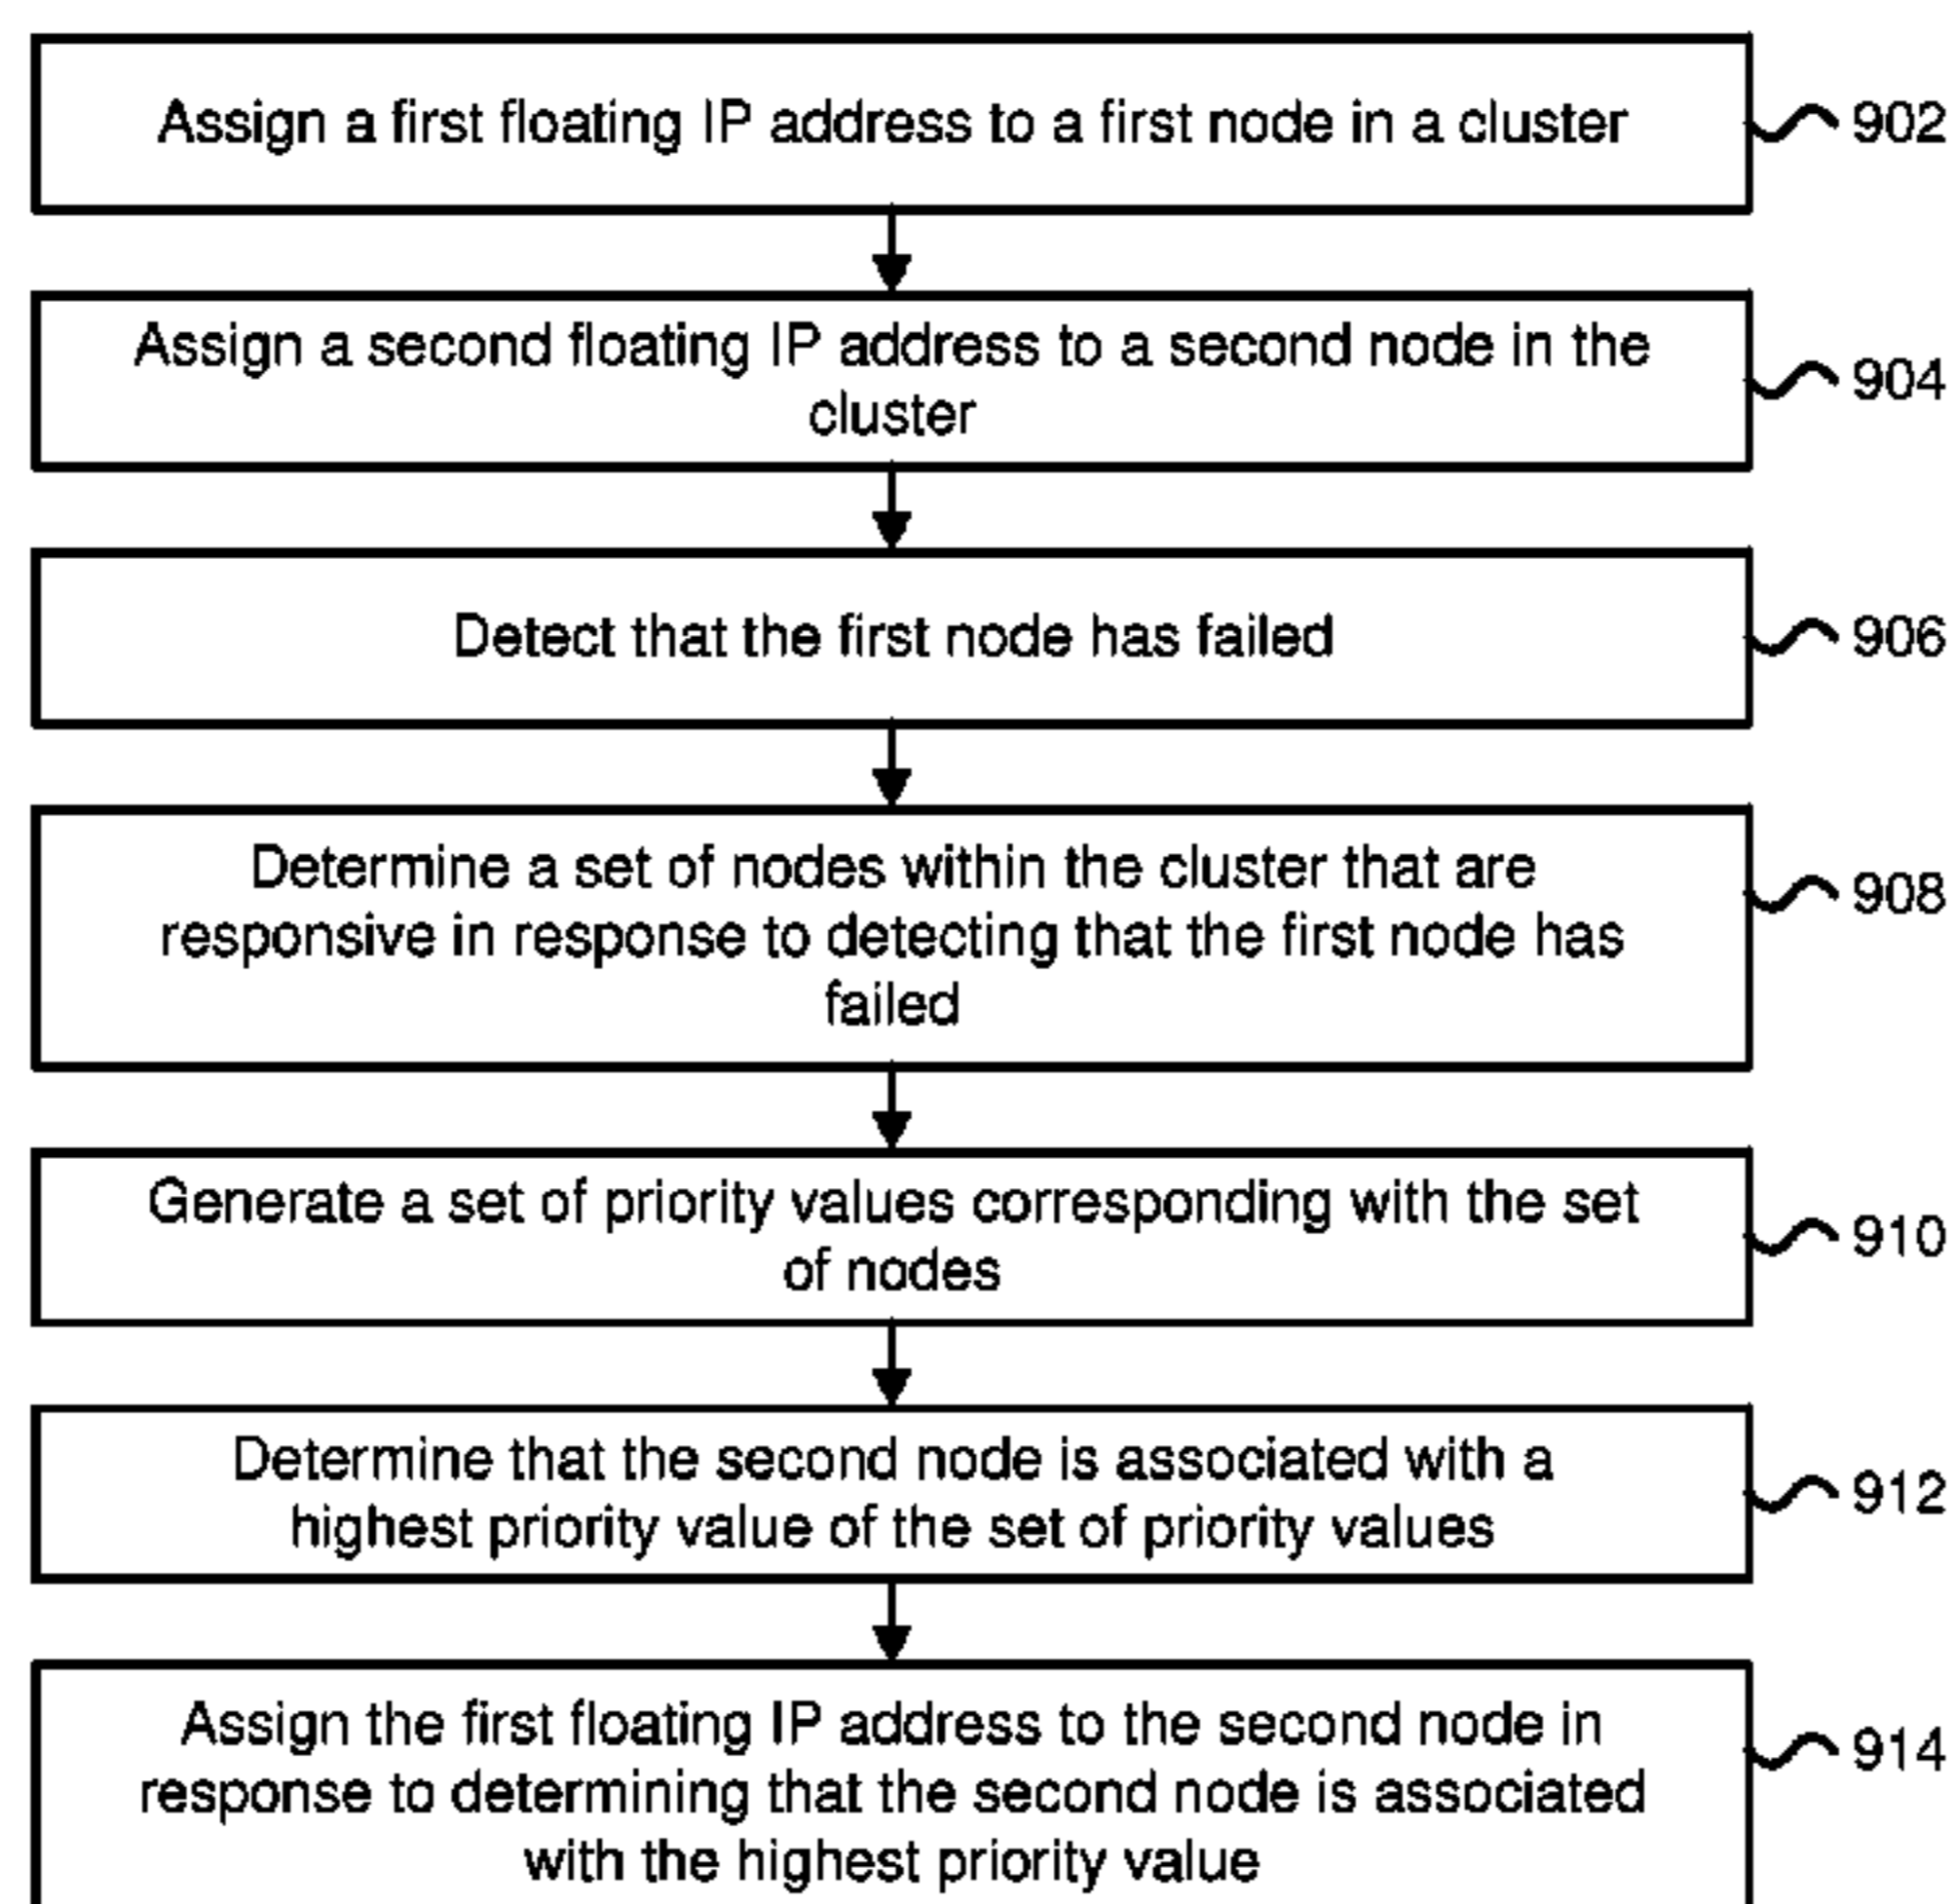 Assign a first floating IP address to a first node in a cluster
902
Assign a second floating IP address to a second node in the
cluster
904
Detect that the first node has failed
906
Determine a set of nodes within the cluster that are
responsive in response to detecting that the first node has
failed
908
Generate a set of priority values corresponding with the set
of nodes
910
Determine that the second node is associated with a
highest priority value of the set of priority values
912
Assign the first floating IP address to the second node in
response to determining that the second node is associated
with the highest priority value
914